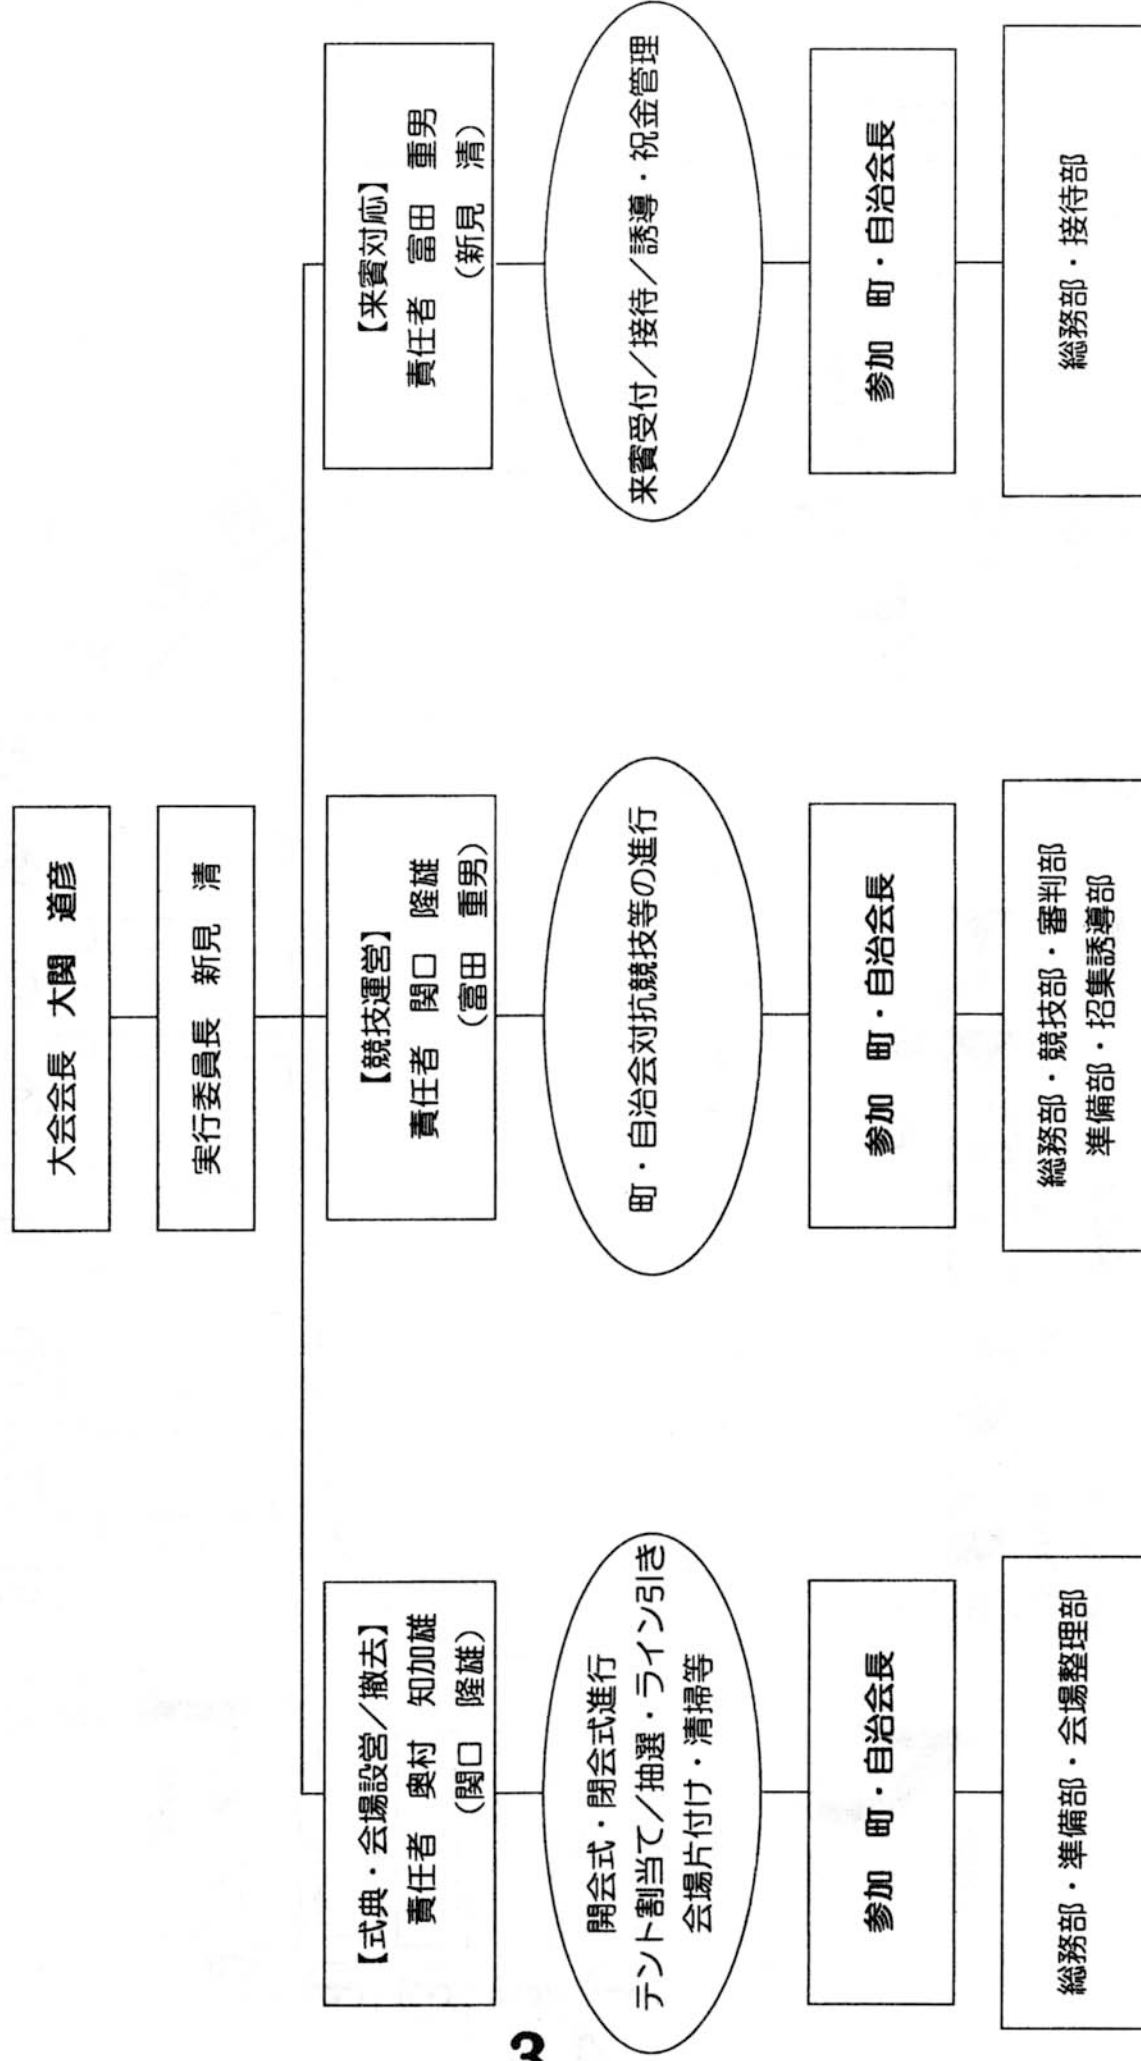 大会会長 大関 道彦
実行委員長 新見 清
【式典・会場設営/撤去】
責任者 奥村 知加雄
(関口 隆雄)
開会式・閉会式進行
テント割当て/抽選・ライン引き
会場片付け・清掃等
参加 町・自治会長
総務部・準備部・会場整理部
【競技運営】
責任者 関口 隆雄
(富田 重男)
町・自治会対抗競技等の進行
参加 町・自治会長
総務部・競技部・審判部
準備部・招集誘導部
【来賓対応】
責任者 富田 重男
(新見 清)
来賓受付/接待/誘導・祝金管理
参加 町・自治会長
総務部・接待部
3